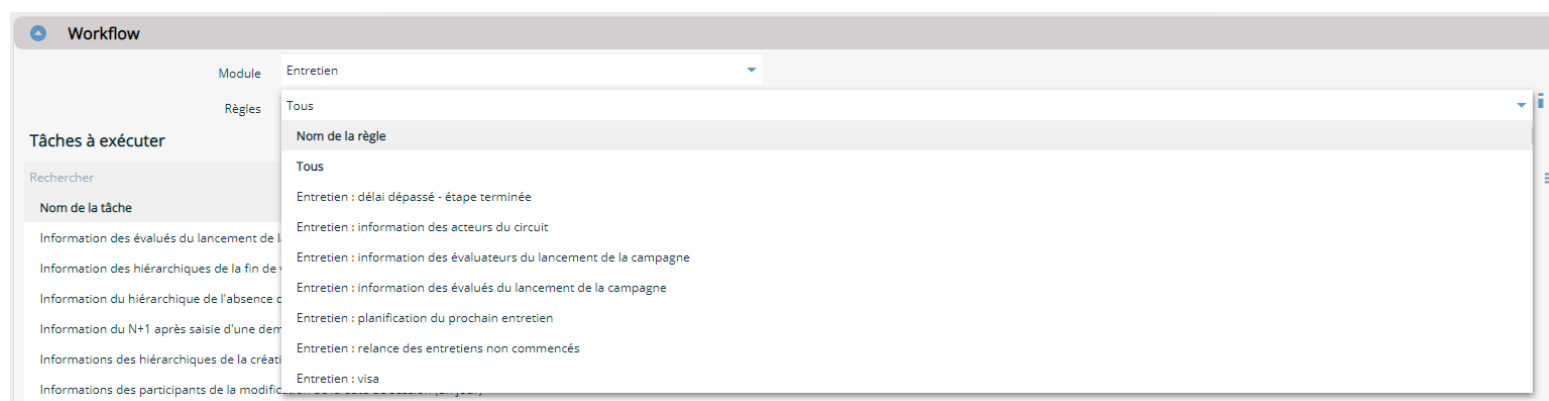 Workflow
Module Entretien
Règles Tous
Tâches à exécuter
Rechercher
Nom de la tâche
Information des évalués du lancement de
Information des hiérarchiques de la fin de
Information du hiérarchique de l'absence
Information du N+1 après saisie d'une
Informations des hiérarchiques de la
Informations des participants de la
Nom de la règle
Tous
Entretien : délai dépassé - étape terminée
Entretien : information des acteurs du circuit
Entretien : information des évaluateurs du lancement de la campagne
Entretien : information des évalués du lancement de la campagne
Entretien : planification du prochain entretien
Entretien : relance des entretiens non commencés
Entretien : visa